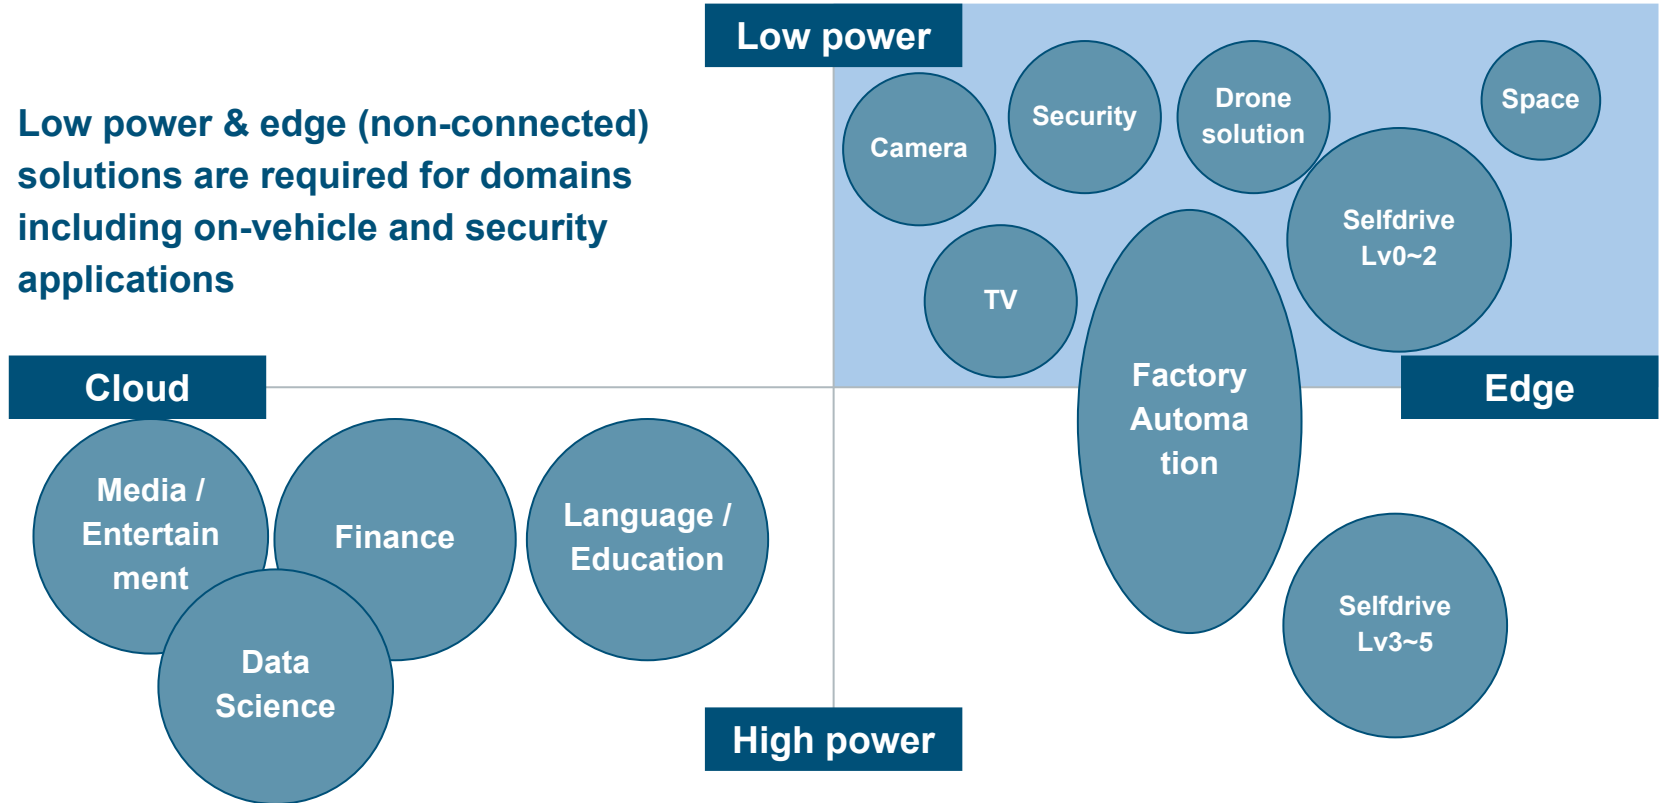 Low power
Low power & edge (non-connected)
solutions are required for domains
including on-vehicle and security
applications
Camera
Security
Drone
solution
Space
Selfdrive
Lv0~2
TV
Factory
Automa
tion
Cloud
Edge
Media /
Entertain
ment
Finance
Language /
Education
Data
Science
Selfdrive
Lv3~5
High power